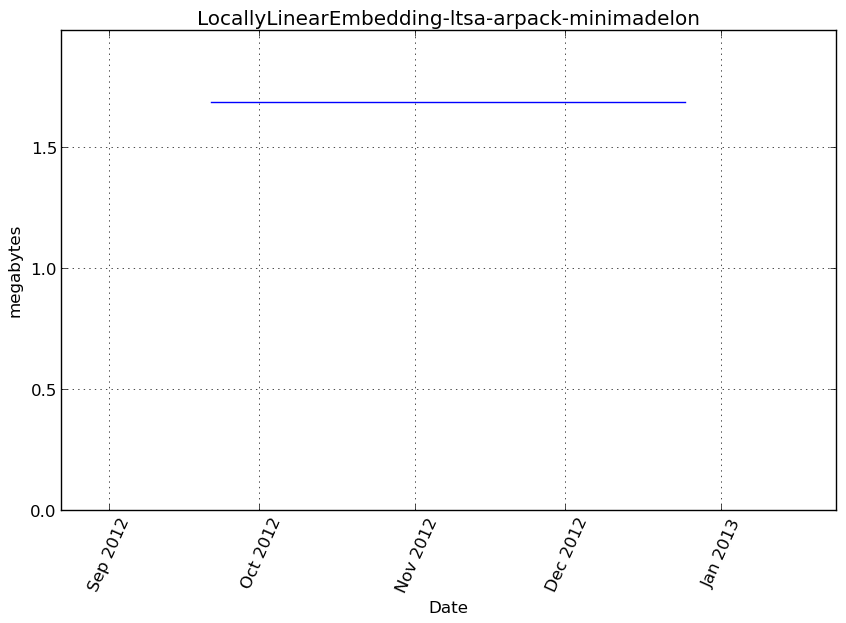 LocallyLinearEmbedding-ltsa-arpack-minimadelon
megabytes
1.5
1.0
0.5
0.0
Sep 2012
Oct 2012
Nov 2012
Dec 2012
Jan 2013
Date